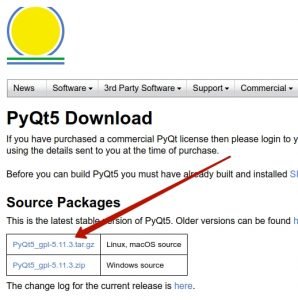 News Software 3rd Party Software Support Commercial
PyQt5 Download
If you have purchased a commercial PyQt license then please login to y
using the details sent to you at the time of purchase.
Before you can build PyQt5 you must have already built and installed
Source Packages
This is the latest stable version of PyQt5. Older versions can be found
PyQt5_gpl-5.11.3.tar.gz Linux, macOS source
PyQt5_gpl-5.11.3.zip Windows source
The change log for the current release is here.